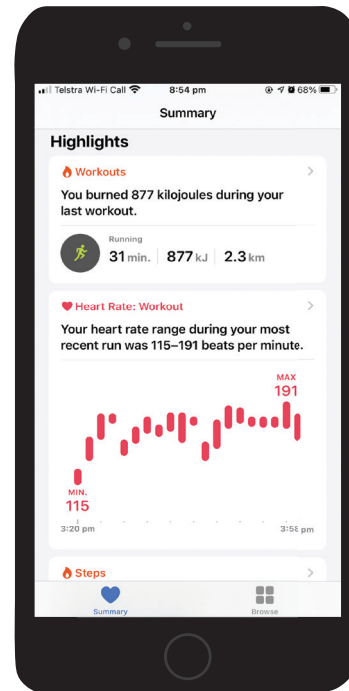 Telstra Wi-Fi Call 8:54 pm 68%
Summary
Highlights
Workouts
You burned 877 kilojoules during your
last workout.
Running
31 min. 877 kJ 2.3 km
Heart Rate: Workout
Your heart rate range during your most
recent run was 115–191 beats per minute.
MAX
191
MIN.
115
3:20 pm 3:58 pm
Steps
Summary Browse